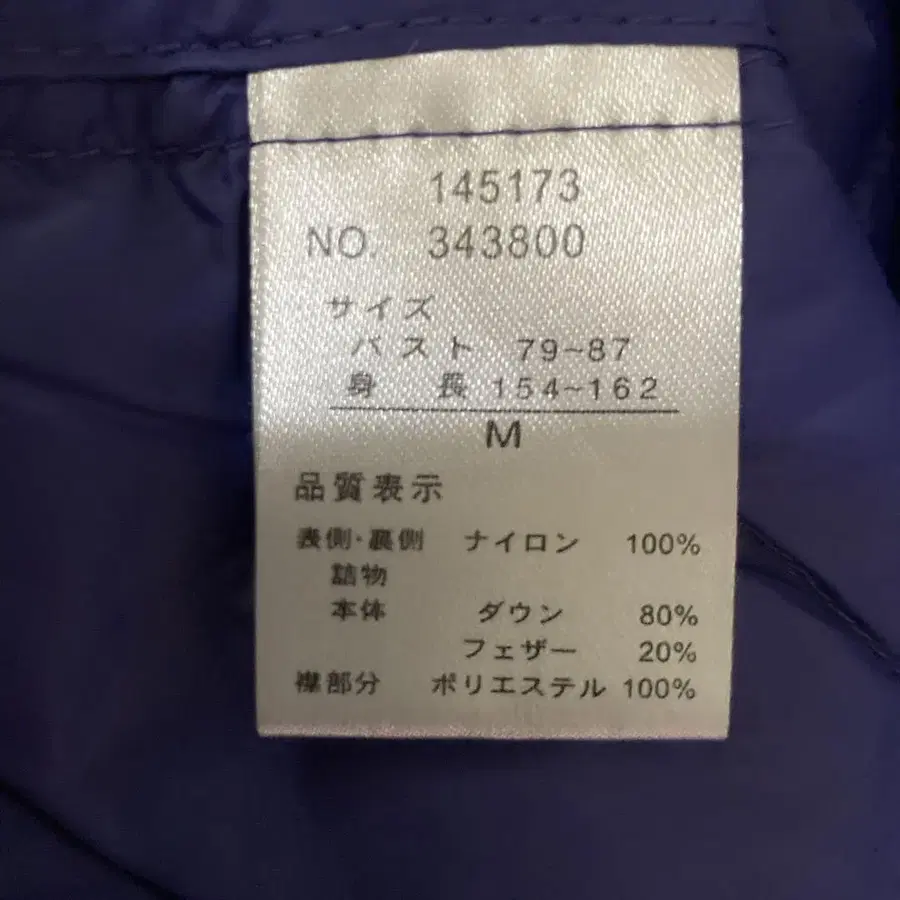 145173
NO. 343800
サイズ
バスト 79~87
身長 154~162
M
品質表示
表側・裏側 ナイロン 100%
詰物
本体 ダウン 80%
フェザー 20%
襟部分 ポリエステル 100%